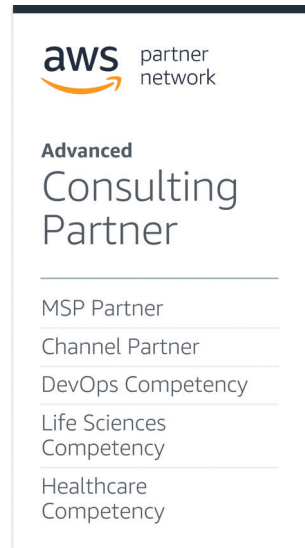 aws partner
network
Advanced
Consulting
Partner
MSP Partner
Channel Partner
DevOps Competency
Life Sciences
Competency
Healthcare
Competency